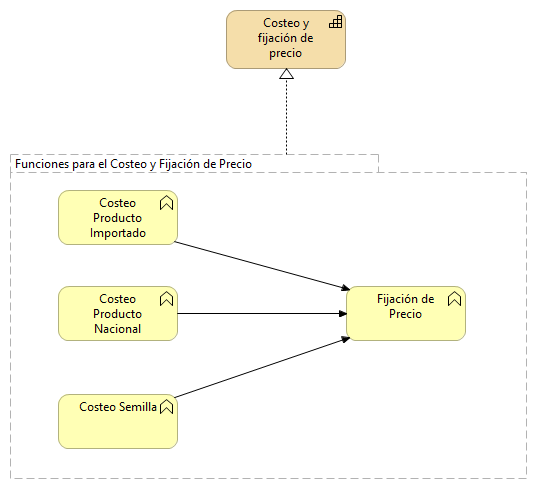 Costeo y
fijación de
precio
Funciones para el Costeo y Fijación de Precio
Costeo
Producto
Importado
Costeo
Producto
Nacional
Fijación de
Precio
Costeo Semilla